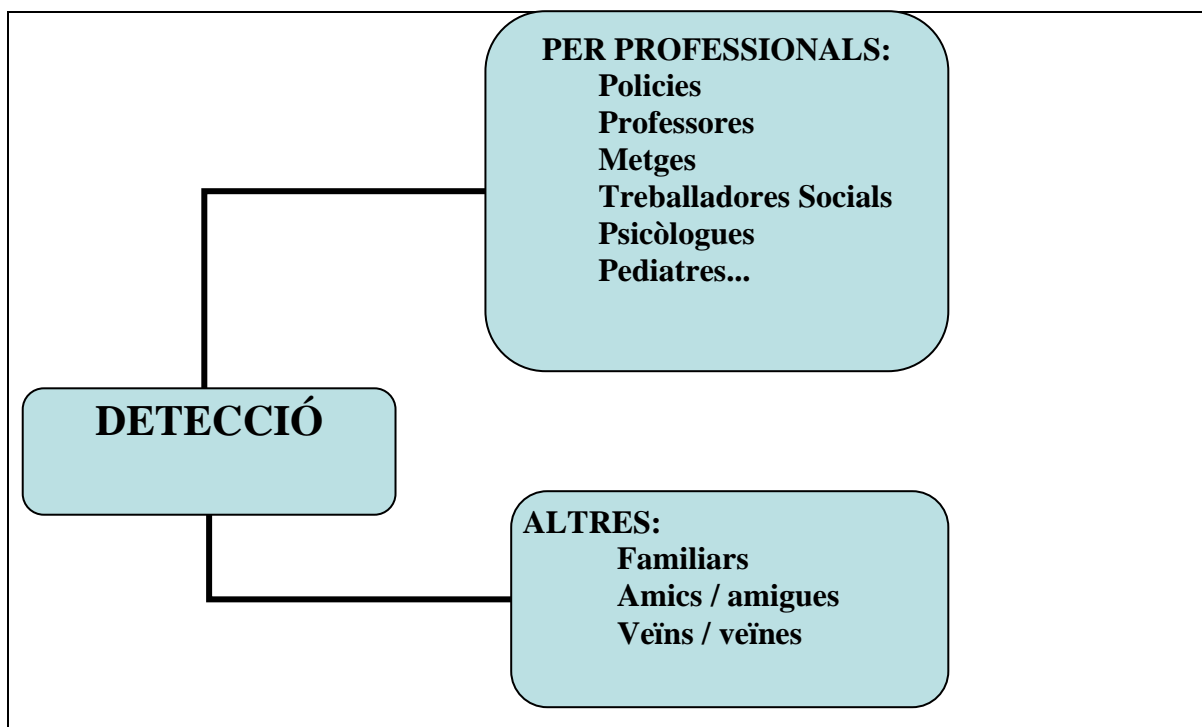 PER PROFESSIONALS:
Policies
Professores
Metges
Treballadores Socials
Psicòlogues
Pediatres...
DETECCIÓ
ALTRES:
Familiars
Amics / amigues
Veïns / veïnes